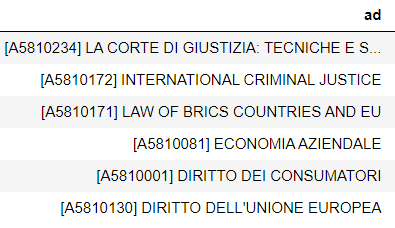 ad
[A5810234] LA CORTE DI GIUSTIZIA: TECNICHE E S...
[A5810172] INTERNATIONAL CRIMINAL JUSTICE
[A5810171] LAW OF BRICS COUNTRIES AND EU
[A5810081] ECONOMIA AZIENDALE
[A5810001] DIRITTO DEI CONSUMATORI
[A5810130] DIRITTO DELL'UNIONE EUROPEA